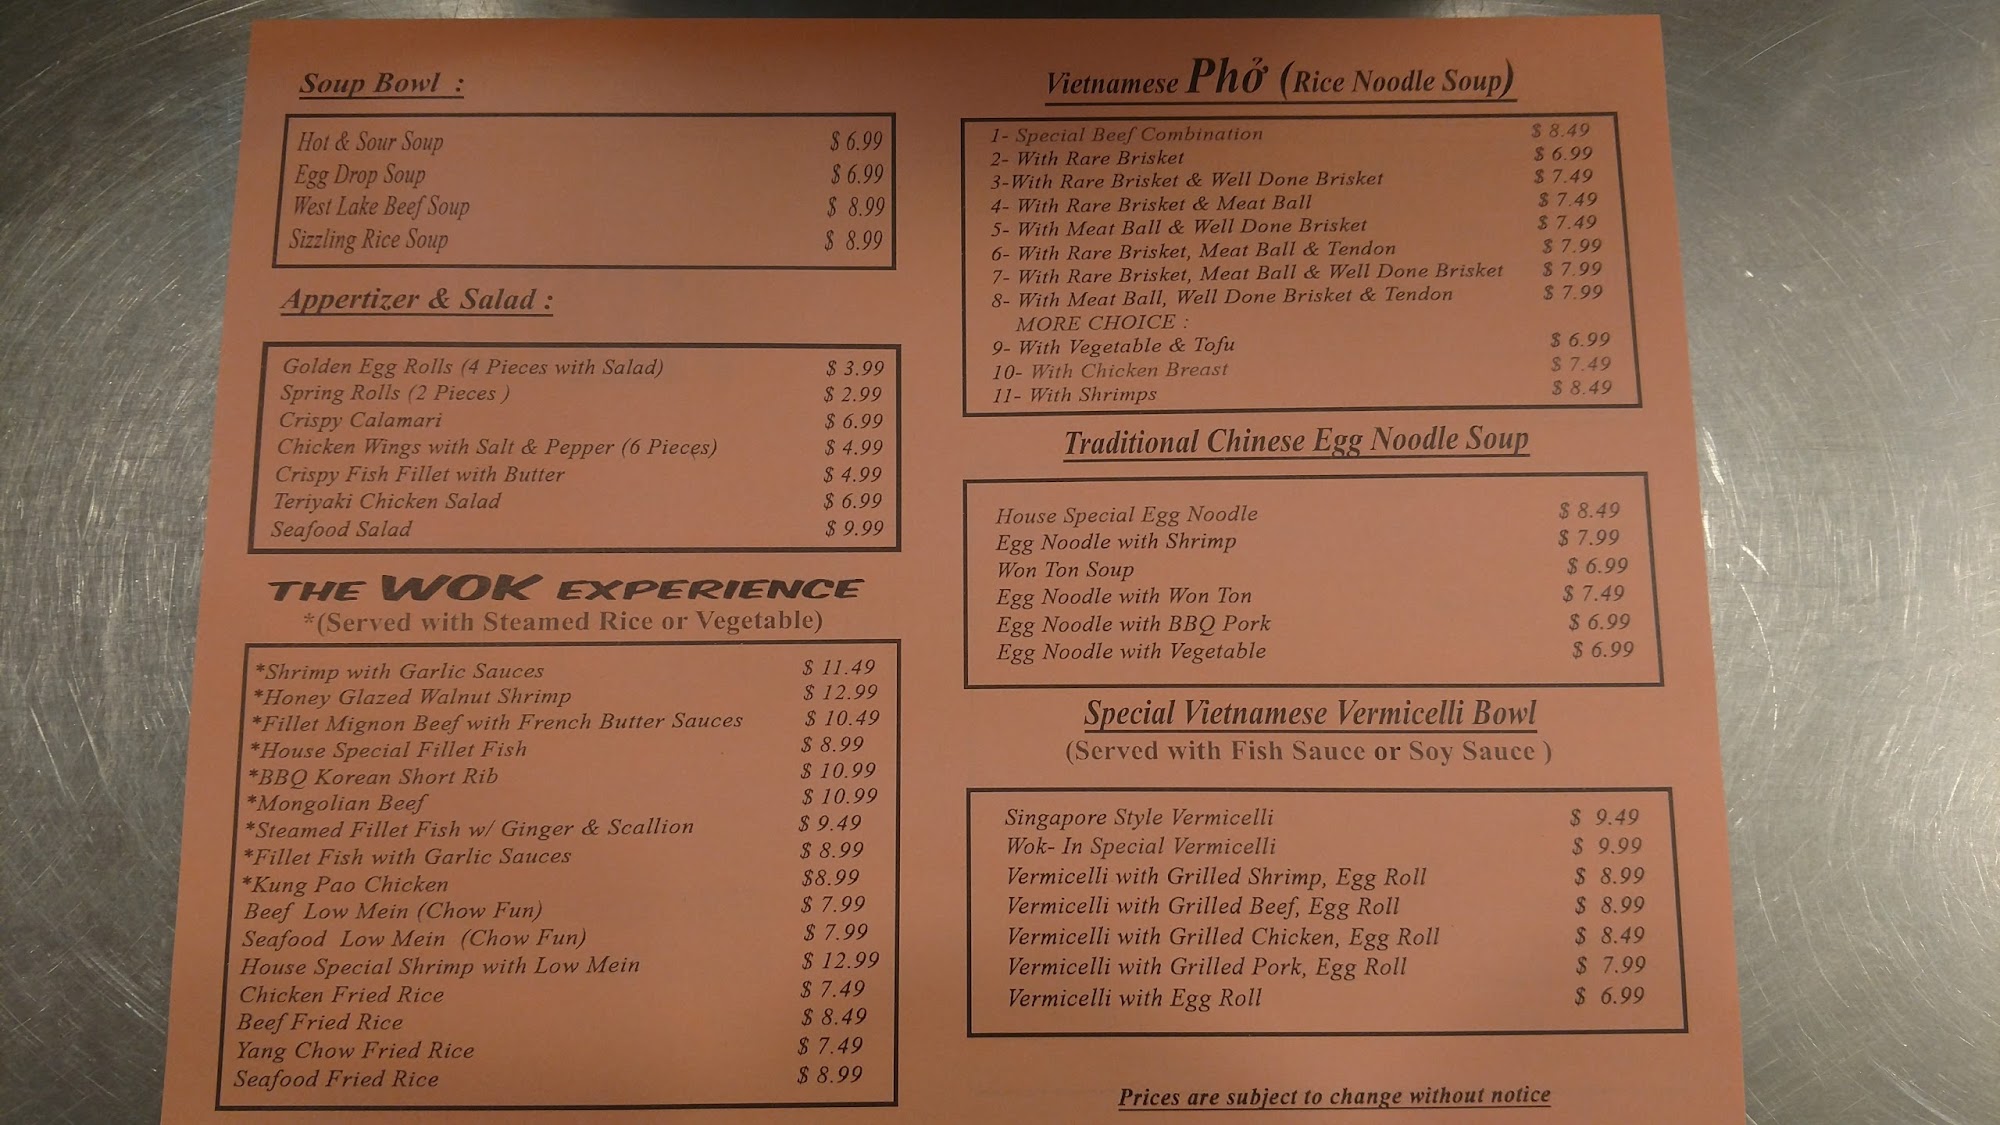 Soup Bowl :
Hot & Sour Soup $ 6.99
Egg Drop Soup $ 6.99
West Lake Beef Soup $ 8.99
Sizzling Rice Soup $ 8.99
Appertizer & Salad :
Golden Egg Rolls (4 Pieces with Salad) $ 3.99
Spring Rolls (2 Pieces ) $ 2.99
Crispy Calamari $ 6.99
Chicken Wings with Salt & Pepper (6 Pieces) $ 4.99
Crispy Fish Fillet with Butter $ 4.99
Teriyaki Chicken Salad $ 6.99
Seafood Salad $ 9.99
THE WOK EXPERIENCE
*(Served with Steamed Rice or Vegetable)
*Shrimp with Garlic Sauces $ 11.49
*Honey Glazed Walnut Shrimp $ 12.99
*Fillet Mignon Beef with French Butter Sauces $ 10.49
*House Special Fillet Fish $ 8.99
*BBQ Korean Short Rib $ 10.99
*Mongolian Beef $ 10.99
*Steamed Fillet Fish w/ Ginger & Scallion $ 9.49
*Fillet Fish with Garlic Sauces $ 8.99
*Kung Pao Chicken $8.99
Beef Low Mein (Chow Fun) $ 7.99
Seafood Low Mein (Chow Fun) $ 7.99
House Special Shrimp with Low Mein $ 12.99
Chicken Fried Rice $ 7.49
Beef Fried Rice $ 8.49
Yang Chow Fried Rice $ 7.49
Seafood Fried Rice $ 8.99
Vietnamese Phở (Rice Noodle Soup)
1- Special Beef Combination $ 8.49
2- With Rare Brisket $ 6.99
3-With Rare Brisket & Well Done Brisket $ 7.49
4- With Rare Brisket & Meat Ball $ 7.49
5- With Meat Ball & Well Done Brisket $ 7.49
6- With Rare Brisket, Meat Ball & Tendon $ 7.99
7- With Rare Brisket, Meat Ball & Well Done Brisket $ 7.99
8- With Meat Ball, Well Done Brisket & Tendon $ 7.99
MORE CHOICE :
9- With Vegetable & Tofu $ 6.99
10- With Chicken Breast $ 7.49
11- With Shrimps $ 8.49
Traditional Chinese Egg Noodle Soup
House Special Egg Noodle $ 8.49
Egg Noodle with Shrimp $ 7.99
Won Ton Soup $ 6.99
Egg Noodle with Won Ton $ 7.49
Egg Noodle with BBQ Pork $ 6.99
Egg Noodle with Vegetable $ 6.99
Special Vietnamese Vermicelli Bowl
(Served with Fish Sauce or Soy Sauce )
Singapore Style Vermicelli $ 9.49
Wok- In Special Vermicelli $ 9.99
Vermicelli with Grilled Shrimp, Egg Roll $ 8.99
Vermicelli with Grilled Beef, Egg Roll $ 8.99
Vermicelli with Grilled Chicken, Egg Roll $ 8.49
Vermicelli with Grilled Pork, Egg Roll $ 7.99
Vermicelli with Egg Roll $ 6.99
Prices are subject to change without notice